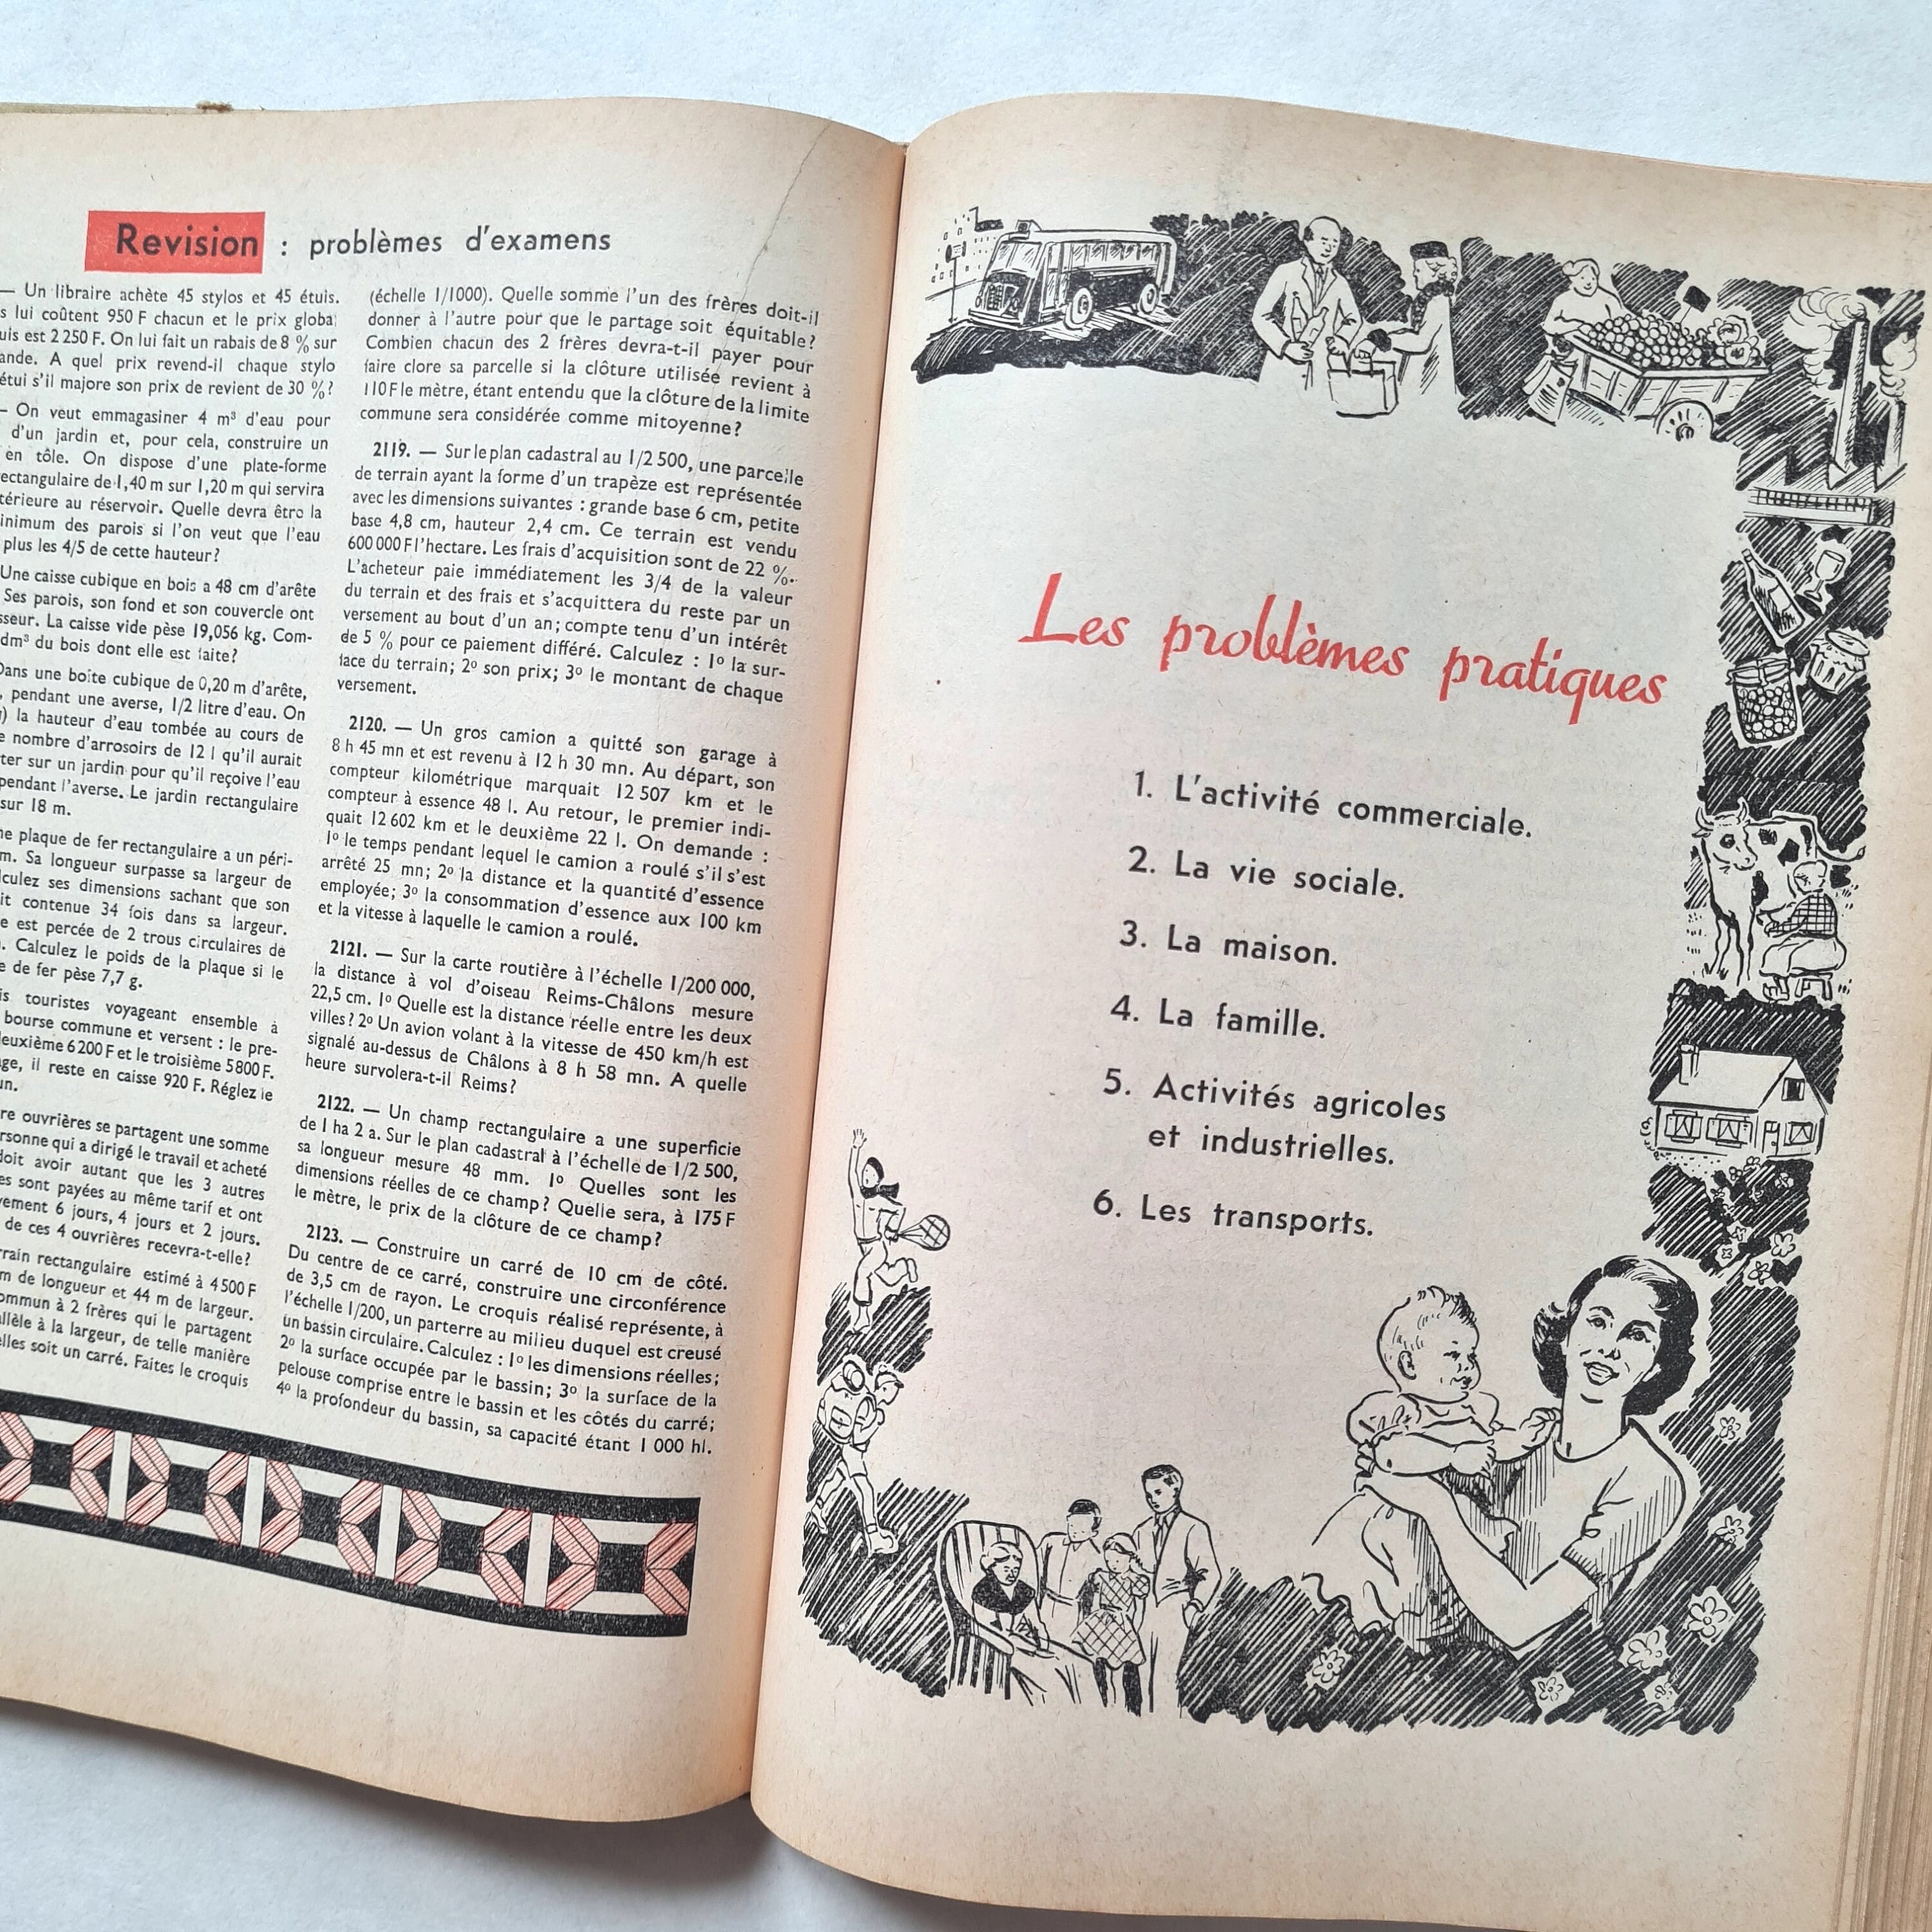 Revision : problèmes d'examens
— Un libraire achète 45 stylos et 45 étuis.
lui coûtent 950 F chacun et le prix global
est 2 250 F. On lui fait un rabais de 8 % sur
A quel prix revend-il chaque stylo
étui s'il majore son prix de revient de 30 %?
— On veut emmagasiner 4 m³ d'eau pour
d'un jardin et, pour cela, construire un
en tôle. On dispose d'une plate-forme
rectangulaire de 1,40 m sur 1,20 m qui servira
au réservoir. Quelle devra être la
des parois si l'on veut que l'eau
plus les 4/5 de cette hauteur?
Une caisse cubique en bois a 48 cm d'arête
Ses parois, son fond et son couvercle ont
La caisse vide pèse 19,056 kg. Com-
dm³ du bois dont elle est faite?
Dans une boîte cubique de 0,20 m d'arête,
pendant une averse, 1/2 litre d'eau. On
la hauteur d'eau tombée au cours de
nombre d'arrosoirs de 12 l qu'il aurait
sur un jardin pour qu'il reçoive l'eau
pendant l'averse. Le jardin rectangulaire
sur 18 m.
plaque de fer rectangulaire a un péri-
m. Sa longueur surpasse sa largeur de
ses dimensions sachant que son
contenue 34 fois dans sa largeur.
est percée de 2 trous circulaires de
Calculez le poids de la plaque si le
de fer pèse 7,7 g.
touristes voyageant ensemble à
bourse commune et versent : le pre-
6 200 F et le troisième 5 800 F.
il reste en caisse 920 F. Réglez le
ouvrières se partagent une somme
qui a dirigé le travail et acheté
doit avoir autant que les 3 autres
sont payées au même tarif et ont
6 jours, 4 jours et 2 jours.
de ces 4 ouvrières recevra-t-elle?
rectangulaire estimé à 4 500 F
m de longueur et 44 m de largeur.
à 2 frères qui le partagent
à la largeur, de telle manière
soit un carré. Faites le croquis
(échelle 1/1000). Quelle somme l'un des frères doit-il
donner à l'autre pour que le partage soit équitable?
Combien chacun des 2 frères devra-t-il payer pour
faire clore sa parcelle si la clôture utilisée revient à
110 F le mètre, étant entendu que la clôture de la limite
commune sera considérée comme mitoyenne?
2119. — Sur le plan cadastral au 1/2 500, une parcelle
de terrain ayant la forme d'un trapèze est représentée
avec les dimensions suivantes : grande base 6 cm, petite
base 4,8 cm, hauteur 2,4 cm. Ce terrain est vendu
600 000 F l'hectare. Les frais d'acquisition sont de 22 %.
L'acheteur paie immédiatement les 3/4 de la valeur
du terrain et des frais et s'acquittera du reste par un
versement au bout d'un an; compte tenu d'un intérêt
de 5 % pour ce paiement différé. Calculez : 1º la sur-
face du terrain; 2º son prix; 3º le montant de chaque
versement.
2120. — Un gros camion a quitté son garage à
8 h 45 mn et est revenu à 12 h 30 mn. Au départ, son
compteur kilométrique marquait 12 507 km et le
compteur à essence 48 l. Au retour, le premier indi-
quait 12 602 km et le deuxième 22 l. On demande :
1º le temps pendant lequel le camion a roulé s'il s'est
arrêté 25 mn; 2º la distance et la quantité d'essence
employée; 3º la consommation d'essence aux 100 km
et la vitesse à laquelle le camion a roulé.
2121. — Sur la carte routière à l'échelle 1/200 000,
la distance à vol d'oiseau Reims-Châlons mesure
22,5 cm. 1º Quelle est la distance réelle entre les deux
villes? 2º Un avion volant à la vitesse de 450 km/h est
signalé au-dessus de Châlons à 8 h 58 mn. A quelle
heure survolera-t-il Reims?
2122. — Un champ rectangulaire a une superficie
de 1 ha 2 a. Sur le plan cadastral à l'échelle de 1/2 500,
sa longueur mesure 48 mm. 1º Quelles sont les
dimensions réelles de ce champ? Quelle sera, à 175 F
le mètre, le prix de la clôture de ce champ?
2123. — Construire un carré de 10 cm de côté.
Du centre de ce carré, construire une circonférence
de 3,5 cm de rayon. Le croquis réalisé représente, à
l'échelle 1/200, un parterre au milieu duquel est creusé
un bassin circulaire. Calculez : 1º les dimensions réelles;
2º la surface occupée par le bassin; 3º la surface de la
pelouse comprise entre le bassin et les côtés du carré;
4º la profondeur du bassin, sa capacité étant 1 000 hl.
Les problèmes pratiques
1. L'activité commerciale.
2. La vie sociale.
3. La maison.
4. La famille.
5. Activités agricoles
et industrielles.
6. Les transports.